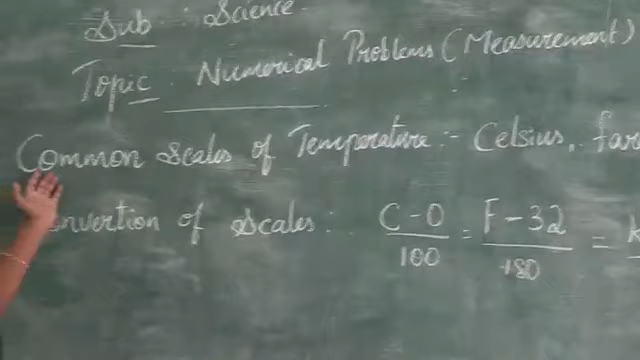 Sub : Science
Topic : Numerical Problems (Measurement)
Common Scales of Temperature :- Celsius, far
nvertion of Scales : C - 0 / 100 = F - 32 / 180 = K